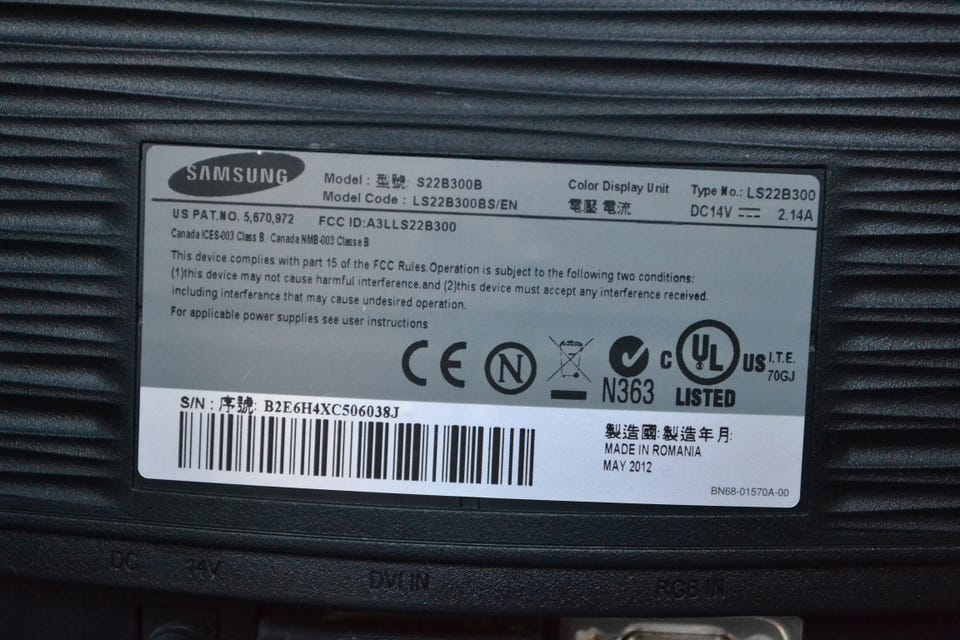 SAMSUNG
Model : 型號: S22B300B
Model Code : LS22B300BS/EN
Color Display Unit
電壓 電流
Type No.: LS22B300
DC14V ⎓ 2.14A
US PAT.NO. 5,670,972
FCC ID:A3LLS22B300
Canada ICES-003 Class B Canada NMB-003 Classe B
This device complies with part 15 of the FCC Rules.Operation is subject to the following two conditions:
(1)this device may not cause harmful interference.and (2)this device must accept any interference received.
including interference that may cause undesired operation.
For applicable power supplies see user instructions
CE
N
N363
C UL US
LISTED
I.T.E.
70GJ
S/N : 序號: B2E6H4XC506038J
製造國:製造年月:
MADE IN ROMANIA
MAY 2012
BN68-01570A-00
DC 14V
DVI IN
RGB IN